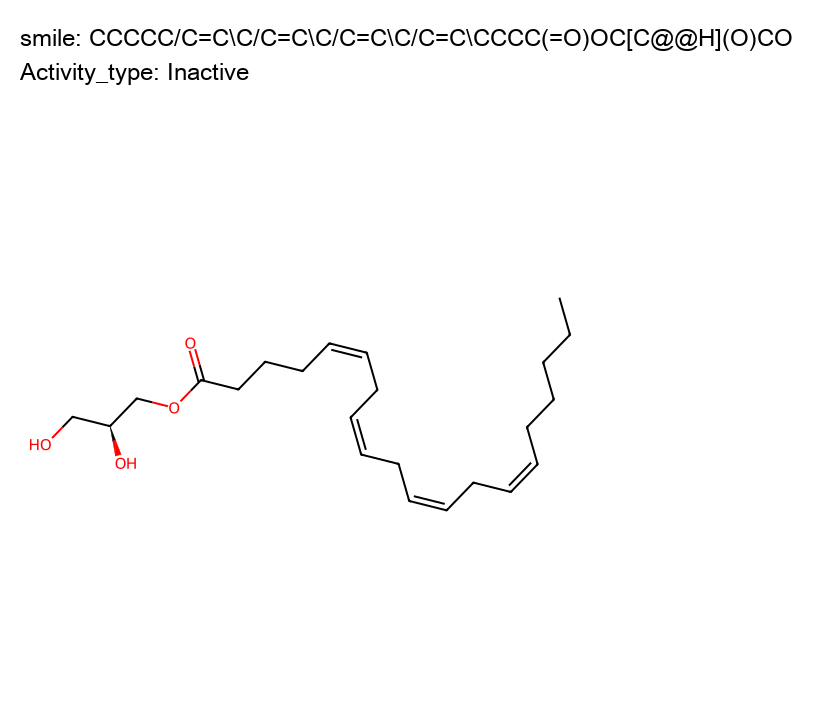 smile: CCCCC/C=C\C/C=C\C/C=C\C/C=C\CCCC(=O)OC[C@@H](O)CO
Activity_type: Inactive
O
O
HO
OH